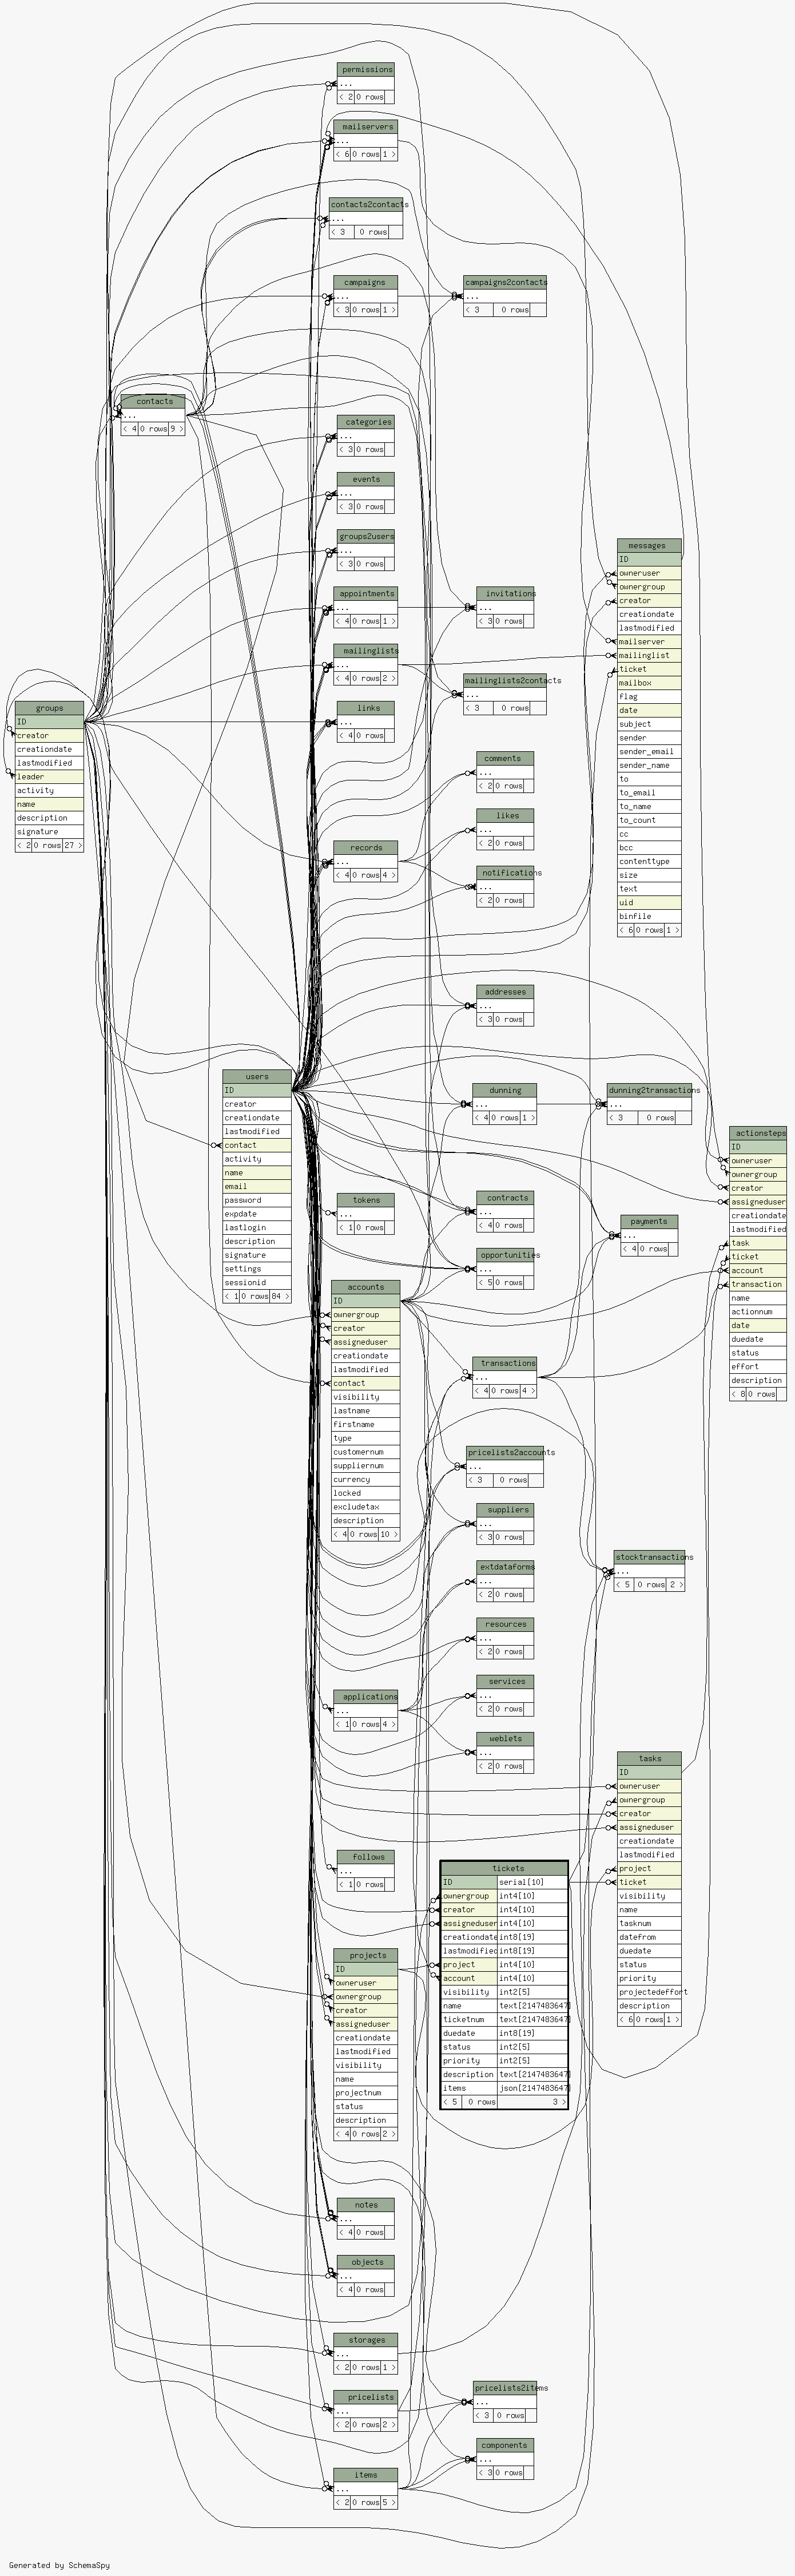 permissions
...
< 2 0 rows
mailservers
...
< 6 0 rows 1 >
contacts2contacts
...
< 3 0 rows
campaigns
...
< 3 0 rows 1 >
campaigns2contacts
...
< 3 0 rows
contacts
...
< 4 0 rows 9 >
categories
...
< 3 0 rows
events
...
< 3 0 rows
groups2users
...
< 3 0 rows
appointments
...
< 4 0 rows 1 >
invitations
...
< 3 0 rows
mailinglists
...
< 4 0 rows 2 >
mailinglists2contacts
...
< 3 0 rows
links
...
< 4 0 rows
messages
ID
owneruser
ownergroup
creator
creationdate
lastmodified
mailserver
mailinglist
ticket
mailbox
flag
date
subject
sender
sender_email
sender_name
to
to_email
to_name
to_count
cc
bcc
contenttype
size
text
uid
binfile
< 6 0 rows 1 >
groups
ID
creator
creationdate
lastmodified
leader
activity
name
description
signature
< 2 0 rows 27 >
comments
...
< 2 0 rows
likes
...
< 2 0 rows
records
...
< 4 0 rows 4 >
notifications
...
< 2 0 rows
addresses
...
< 3 0 rows
users
ID
creator
creationdate
lastmodified
contact
activity
name
email
password
expdate
lastlogin
description
signature
settings
sessionid
< 1 0 rows 84 >
dunning
...
< 4 0 rows 1 >
dunning2transactions
...
< 3 0 rows
actionsteps
ID
owneruser
ownergroup
creator
assigneduser
creationdate
lastmodified
task
ticket
account
transaction
name
actionnum
date
duedate
status
effort
description
< 8 0 rows
tokens
...
< 1 0 rows
contracts
...
< 4 0 rows
payments
...
< 4 0 rows
opportunities
...
< 5 0 rows
accounts
ID
ownergroup
creator
assigneduser
creationdate
lastmodified
contact
visibility
lastname
firstname
type
customernum
suppliernum
currency
locked
excludetax
description
< 4 0 rows 10 >
transactions
...
< 4 0 rows 4 >
pricelists2accounts
...
< 3 0 rows
suppliers
...
< 3 0 rows
stocktransactions
...
< 5 0 rows 2 >
extdataforms
...
< 2 0 rows
resources
...
< 2 0 rows
services
...
< 2 0 rows
applications
...
< 1 0 rows 4 >
weblets
...
< 2 0 rows
tasks
ID
owneruser
ownergroup
creator
assigneduser
creationdate
lastmodified
project
ticket
visibility
name
tasknum
datefrom
duedate
status
priority
projectedeffort
description
< 6 0 rows 1 >
follows
...
< 1 0 rows
tickets
ID serial[10]
ownergroup int4[10]
creator int4[10]
assigneduser int4[10]
creationdate int8[19]
lastmodified int8[19]
project int4[10]
account int4[10]
visibility int2[5]
name text[2147483647]
ticketnum text[2147483647]
duedate int8[19]
status int2[5]
priority int2[5]
description text[2147483647]
items json[2147483647]
< 5 0 rows 3 >
projects
ID
owneruser
ownergroup
creator
assigneduser
creationdate
lastmodified
visibility
name
projectnum
status
description
< 4 0 rows 2 >
notes
...
< 4 0 rows
objects
...
< 4 0 rows
storages
...
< 2 0 rows 1 >
pricelists
...
< 2 0 rows 2 >
pricelists2items
...
< 3 0 rows
components
...
< 3 0 rows
items
...
< 2 0 rows 5 >
Generated by SchemaSpy